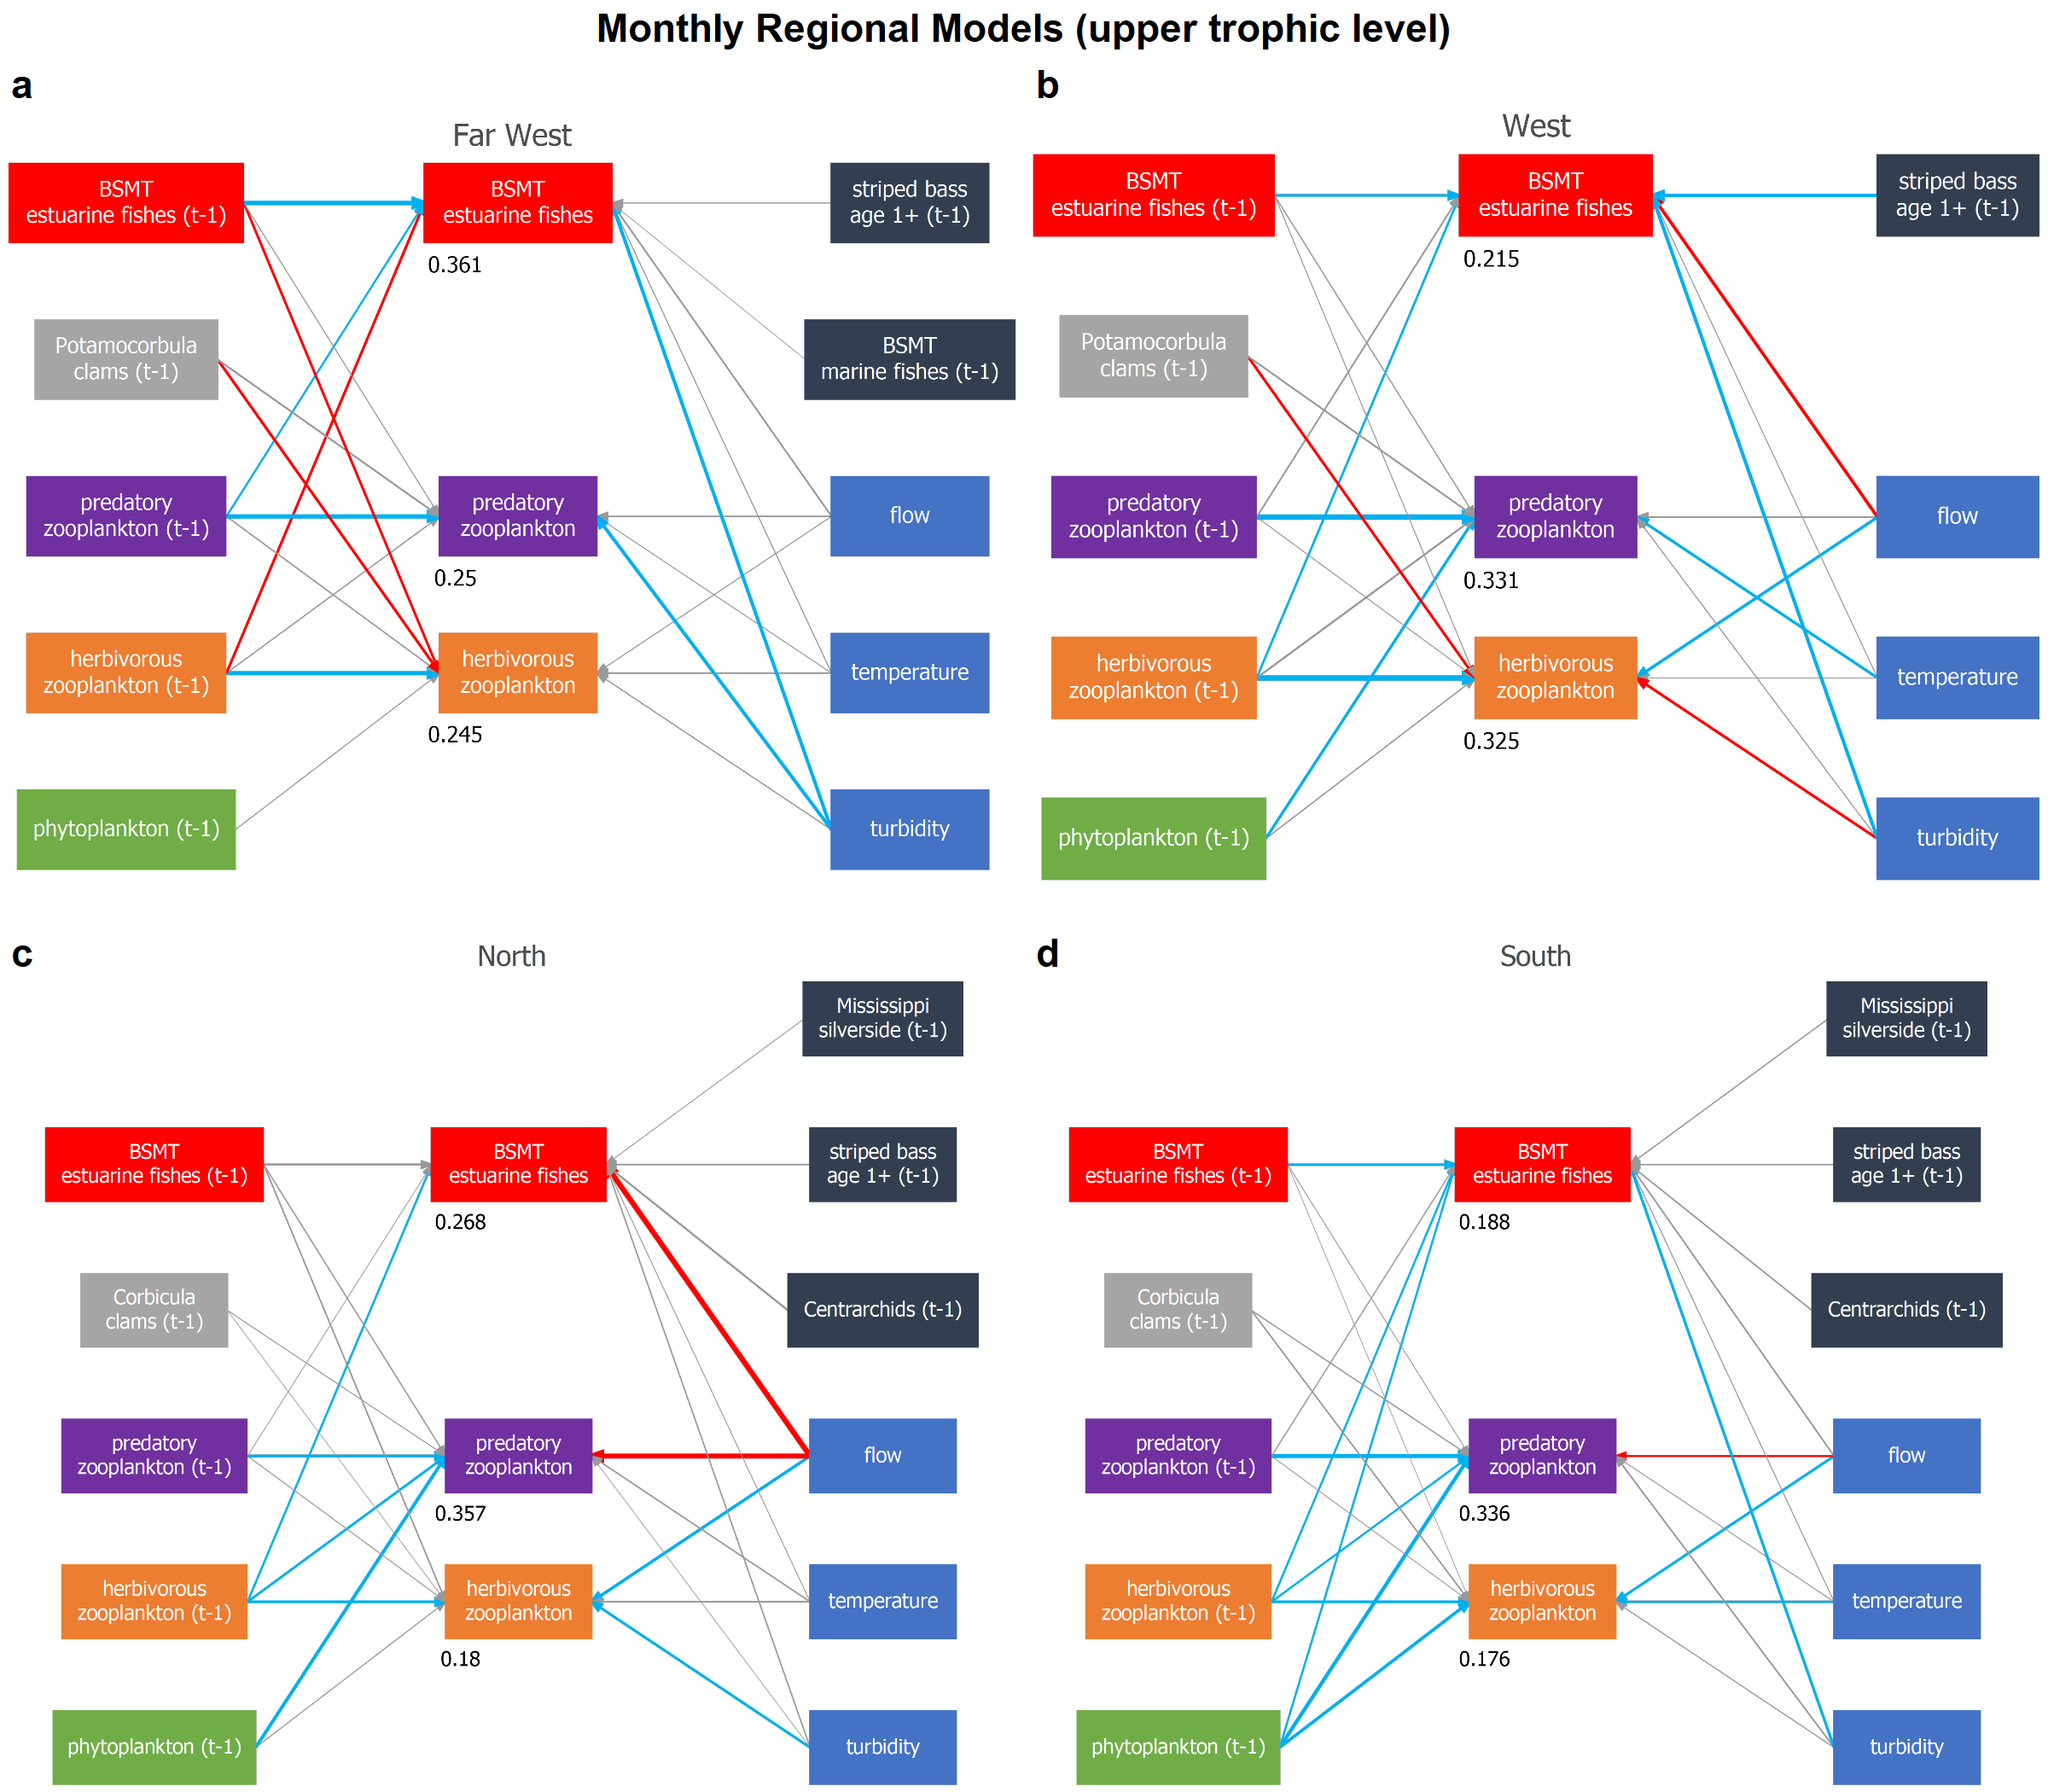 Monthly Regional Models (upper trophic level)
a
Far West
BSMT
estuarine fishes (t-1)
BSMT
estuarine fishes
0.361
striped bass
age 1+ (t-1)
Potamocorbula
clams (t-1)
BSMT
marine fishes (t-1)
predatory
zooplankton (t-1)
predatory
zooplankton
0.25
flow
herbivorous
zooplankton (t-1)
herbivorous
zooplankton
0.245
temperature
phytoplankton (t-1)
turbidity
b
West
BSMT
estuarine fishes (t-1)
BSMT
estuarine fishes
0.215
striped bass
age 1+ (t-1)
Potamocorbula
clams (t-1)
predatory
zooplankton (t-1)
predatory
zooplankton
0.331
flow
herbivorous
zooplankton (t-1)
herbivorous
zooplankton
0.325
temperature
phytoplankton (t-1)
turbidity
c
North
Mississippi
silverside (t-1)
BSMT
estuarine fishes (t-1)
BSMT
estuarine fishes
0.268
striped bass
age 1+ (t-1)
Corbicula
clams (t-1)
Centrarchids (t-1)
predatory
zooplankton (t-1)
predatory
zooplankton
0.357
flow
herbivorous
zooplankton (t-1)
herbivorous
zooplankton
0.18
temperature
phytoplankton (t-1)
turbidity
d
South
Mississippi
silverside (t-1)
BSMT
estuarine fishes (t-1)
BSMT
estuarine fishes
0.188
striped bass
age 1+ (t-1)
Corbicula
clams (t-1)
Centrarchids (t-1)
predatory
zooplankton (t-1)
predatory
zooplankton
0.336
flow
herbivorous
zooplankton (t-1)
herbivorous
zooplankton
0.176
temperature
phytoplankton (t-1)
turbidity